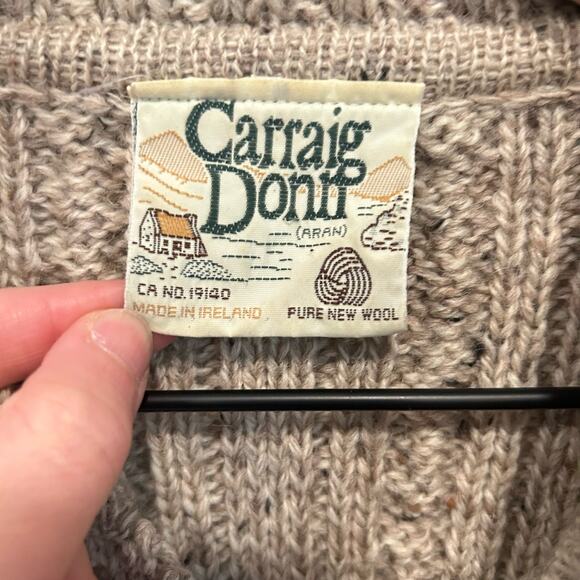 Carraig
Donn
(ARAN)
CA NO. 19140
MADE IN IRELAND
PURE NEW WOOL